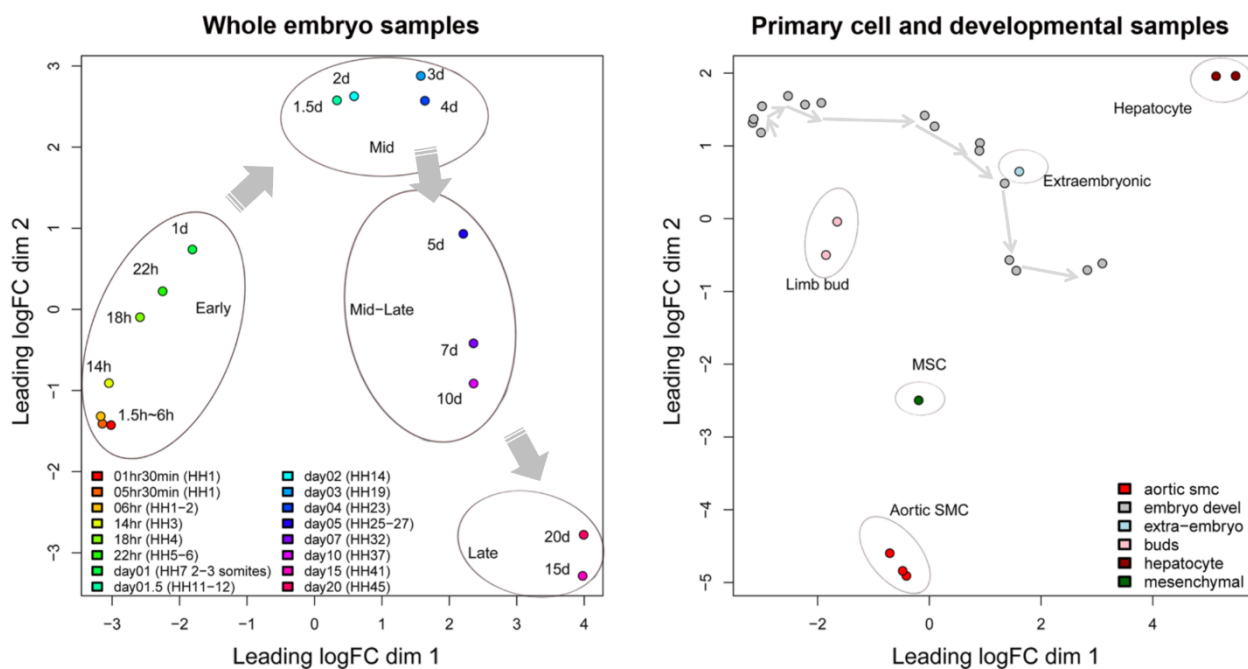 Whole embryo samples
Leading logFC dim 2
3
2
1
0
−1
−2
−3
−3
−2
−1
0
1
2
3
4
Leading logFC dim 1
3d
2d
1.5d
4d
Mid
1d
22h
18h
Early
14h
1.5h~6h
5d
Mid−Late
7d
10d
Late
20d
15d
01hr30min (HH1)
05hr30min (HH1)
06hr (HH1−2)
14hr (HH3)
18hr (HH4)
22hr (HH5−6)
day01 (HH7 2−3 somites)
day01.5 (HH11−12)
day02 (HH14)
day03 (HH19)
day04 (HH23)
day05 (HH25−27)
day07 (HH32)
day10 (HH37)
day15 (HH41)
day20 (HH45)
Primary cell and developmental samples
Leading logFC dim 2
2
1
0
−1
−2
−3
−4
−5
−2
0
2
4
Leading logFC dim 1
Hepatocyte
Extraembryonic
Limb bud
MSC
Aortic SMC
aortic smc
embryo devel
extra−embryo
buds
hepatocyte
mesenchymal